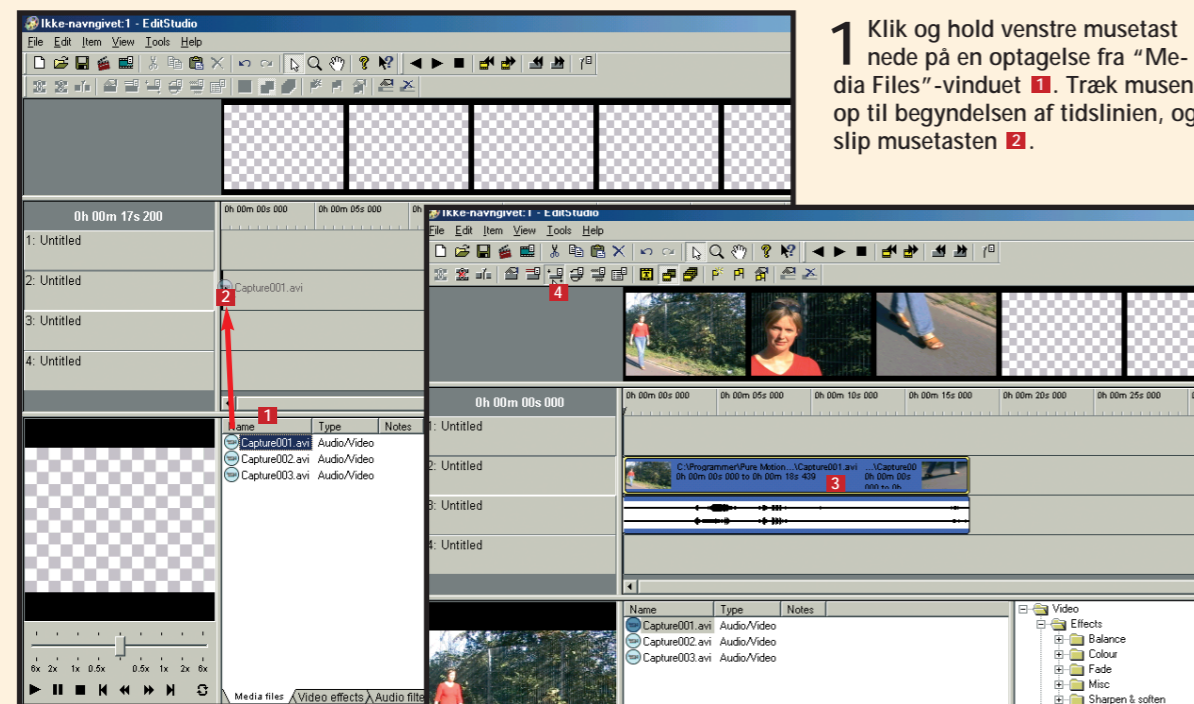 Ikke-navngivet:1 - EditStudio
File Edit Item View Tools Help
1 Klik og hold venstre musetast
nede på en optagelse fra “Me-
dia Files”-vinduet 1. Træk musen
op til begyndelsen af tidslinien, og
slip musetasten 2.
0h 00m 17s 200
0h 00m 00s 000 0h 00m 05s 000 0h
1: Untitled
2: Untitled
2 Capture001.avi
3: Untitled
4: Untitled
1
Name Type Notes
Capture001.avi Audio/Video
Capture002.avi Audio/Video
Capture003.avi Audio/Video
6x 2x 1x 0.5x 0.5x 1x 2x 6x
Media files Video effects Audio filte
Ikke-navngivet:1 - EditStudio
File Edit Item View Tools Help
4
0h 00m 00s 000
0h 00m 00s 000 0h 00m 05s 000 0h 00m 10s 000 0h 00m 15s 000 0h 00m 20s 000 0h 00m 25s 000
1: Untitled
2: Untitled
C:\Programmer\Pure Motion...\Capture001.avi ...\Capture00
0h 00m 00s 000 to 0h 00m 18s 439 3 0h 00m 00s
000 to 0h
3: Untitled
4: Untitled
Name Type Notes
Capture001.avi Audio/Video
Capture002.avi Audio/Video
Capture003.avi Audio/Video
Video
Effects
Balance
Colour
Fade
Misc
Sharpen & soften